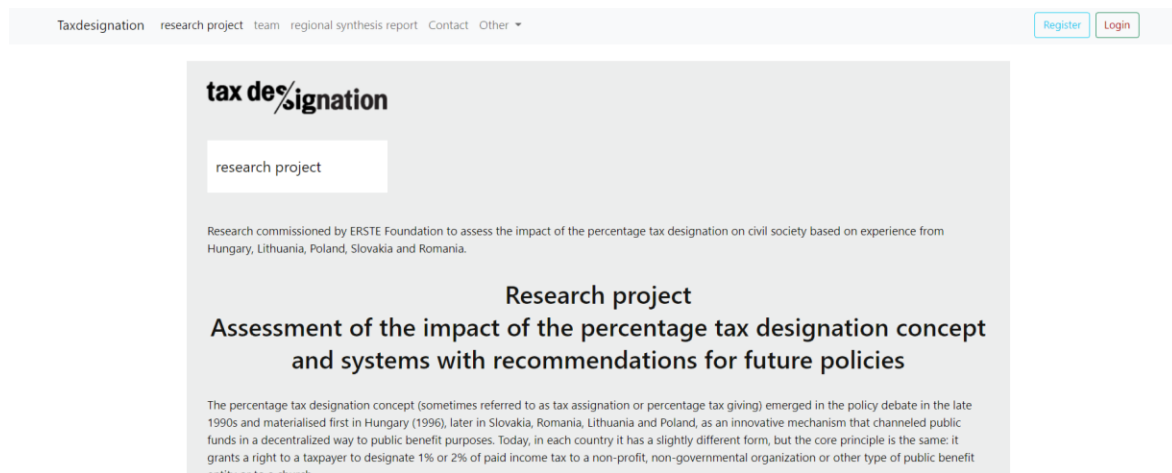 Taxdesignation research project team regional synthesis report Contact Other Register Login
tax des%ignation
research project
Research commissioned by ERSTE Foundation to assess the impact of the percentage tax designation on civil society based on experience from
Hungary, Lithuania, Poland, Slovakia and Romania.
Research project
Assessment of the impact of the percentage tax designation concept
and systems with recommendations for future policies
The percentage tax designation concept (sometimes referred to as tax assignation or percentage tax giving) emerged in the policy debate in the late
1990s and materialised first in Hungary (1996), later in Slovakia, Romania, Lithuania and Poland, as an innovative mechanism that channeled public
funds in a decentralized way to public benefit purposes. Today, in each country it has a slightly different form, but the core principle is the same: it
grants a right to a taxpayer to designate 1% or 2% of paid income tax to a non-profit, non-governmental organization or other type of public benefit